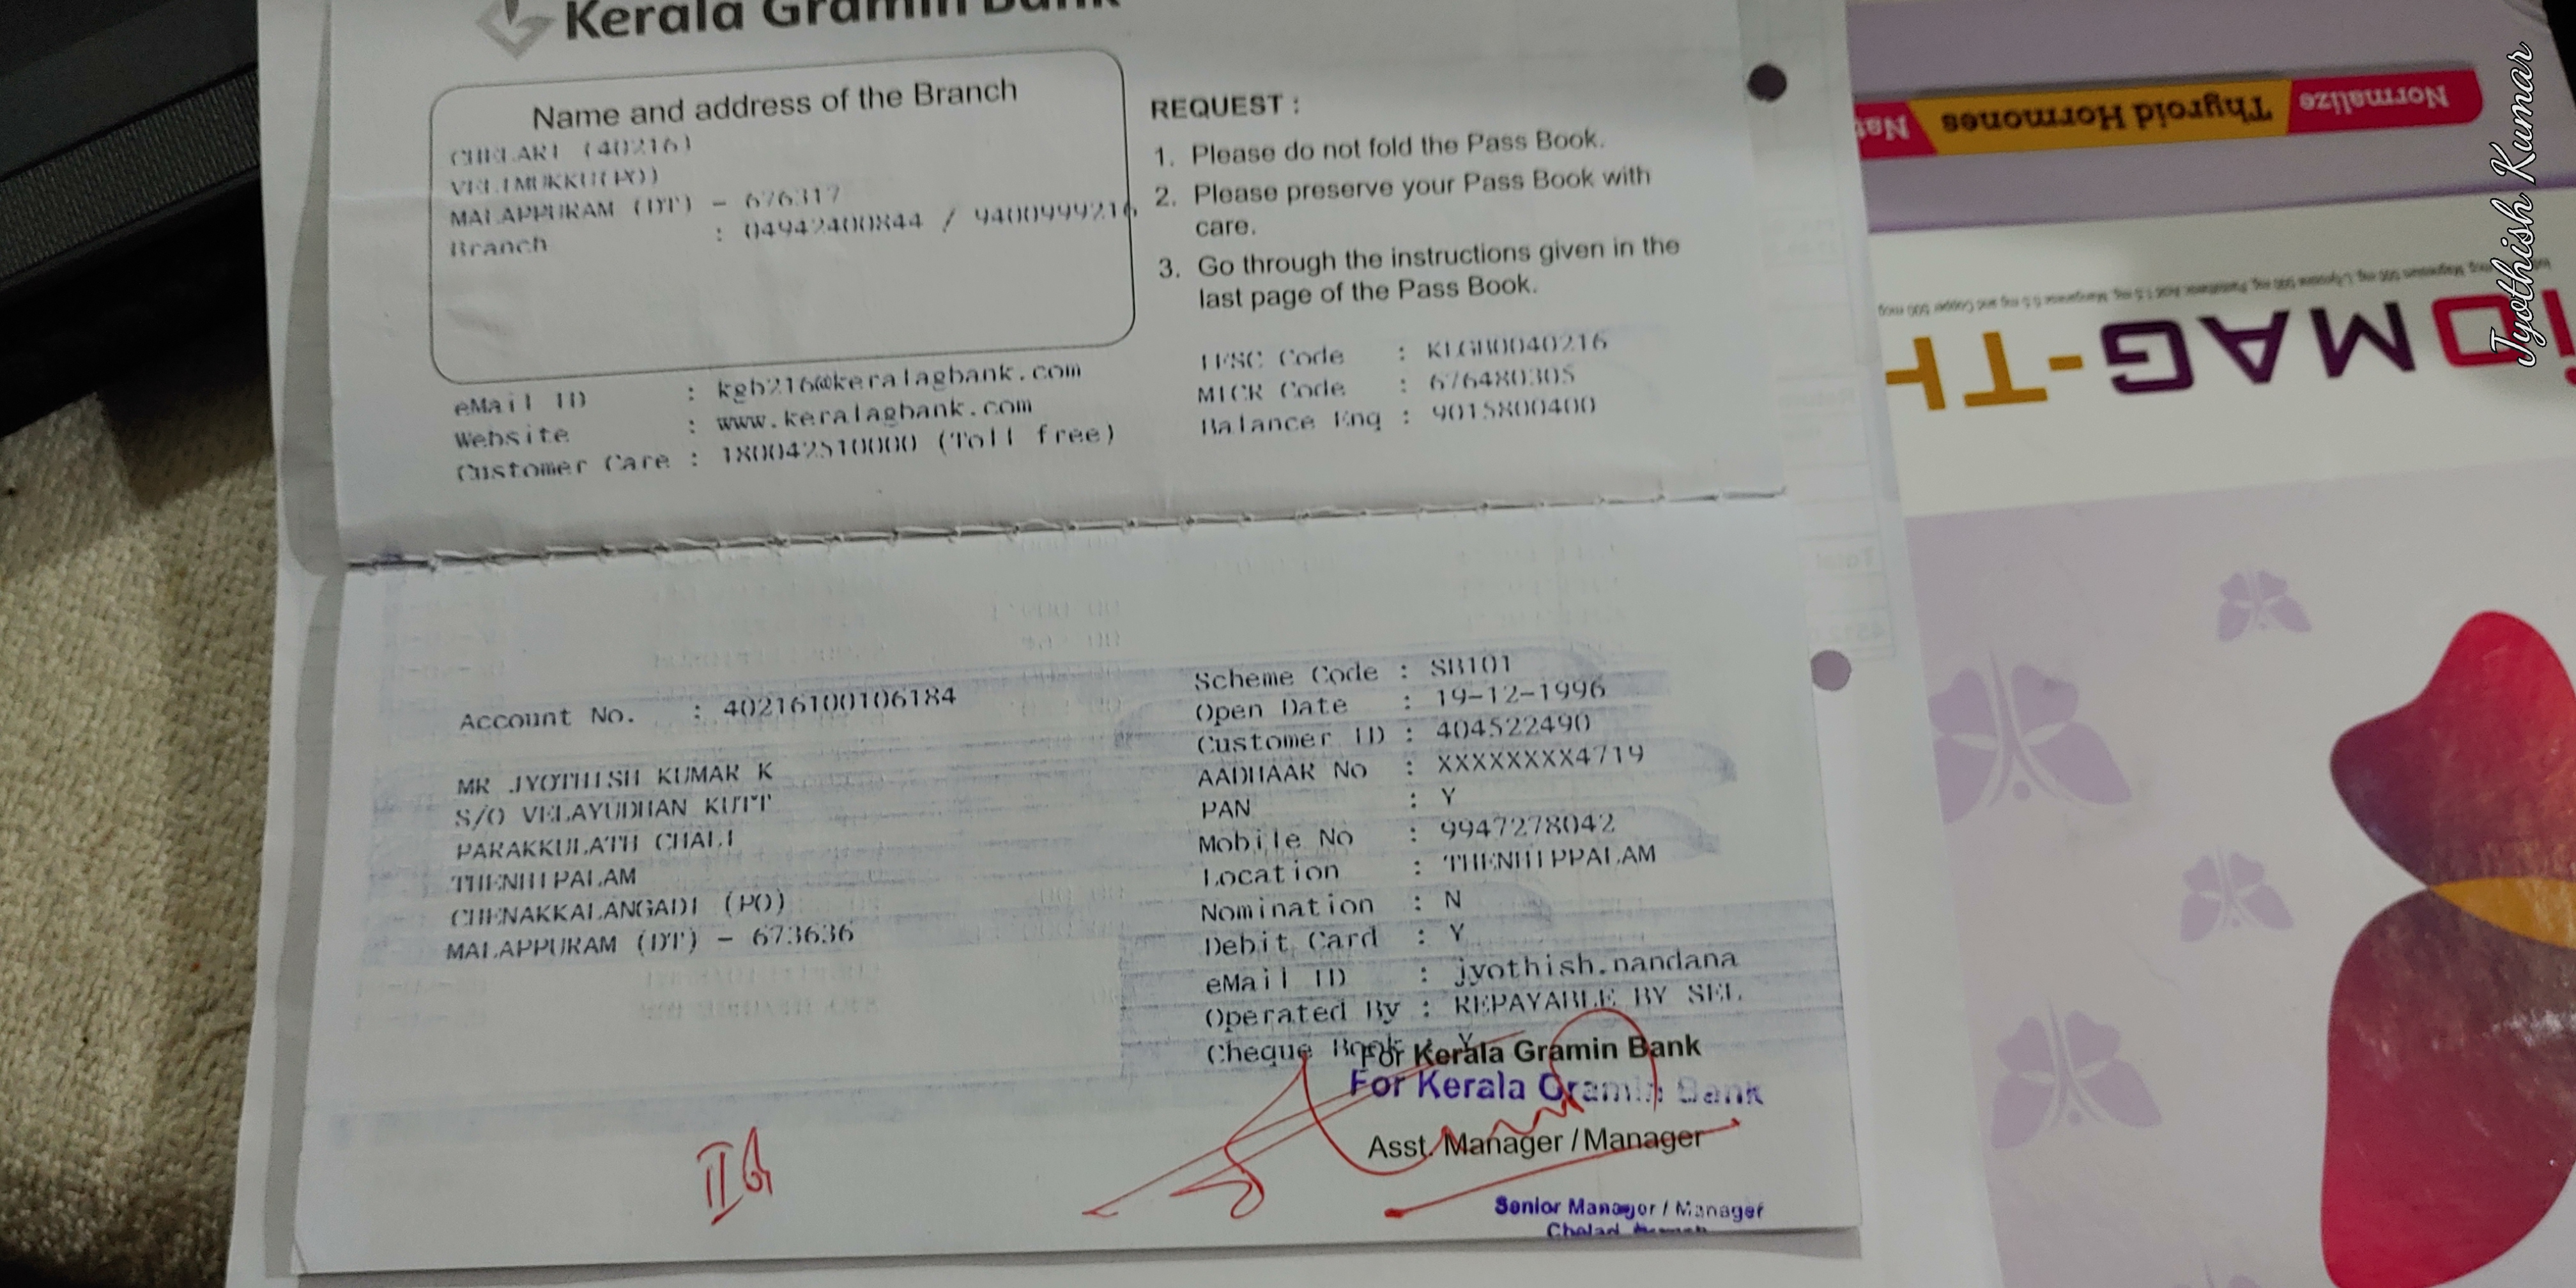 Kerala Gramin Bank
Name and address of the Branch
CHELARI (40216)
VELIMUKKU(PO)
MALAPPURAM (DT) - 676317
Branch : 04942400844 / 9400999216
eMail ID : kgb216@keralagbank.com
Website : www.keralagbank.com
Customer Care : 180042510000 (Toll free)
REQUEST :
1. Please do not fold the Pass Book.
2. Please preserve your Pass Book with
care.
3. Go through the instructions given in the
last page of the Pass Book.
IFSC Code : KLGB0040216
MICR Code : 676480305
Balance Enq : 9015800400
Account No. : 40216100106184
MR JYOTHISH KUMAR K
S/O VELAYUDHAN KUTT
PARAKKULATH CHALI
THENHIPALAM
CHENAKKALANGADI (PO)
MALAPPURAM (DT) - 673636
Scheme Code : SB101
Open Date : 19-12-1996
Customer ID : 404522490
AADHAAR No : XXXXXXXX4719
PAN : Y
Mobile No : 9947278042
Location : THENHIPPALAM
Nomination : N
Debit Card : Y
eMail ID : jyothish.nandana
Operated By : REPAYABLE BY SEL
Cheque Book : Y
For Kerala Gramin Bank
For Kerala Gramin Bank
Asst. Manager / Manager
Senior Manager / Manager
iOMAG-TH
Normalize
Thyroid Hormones
Jyothish Kumar